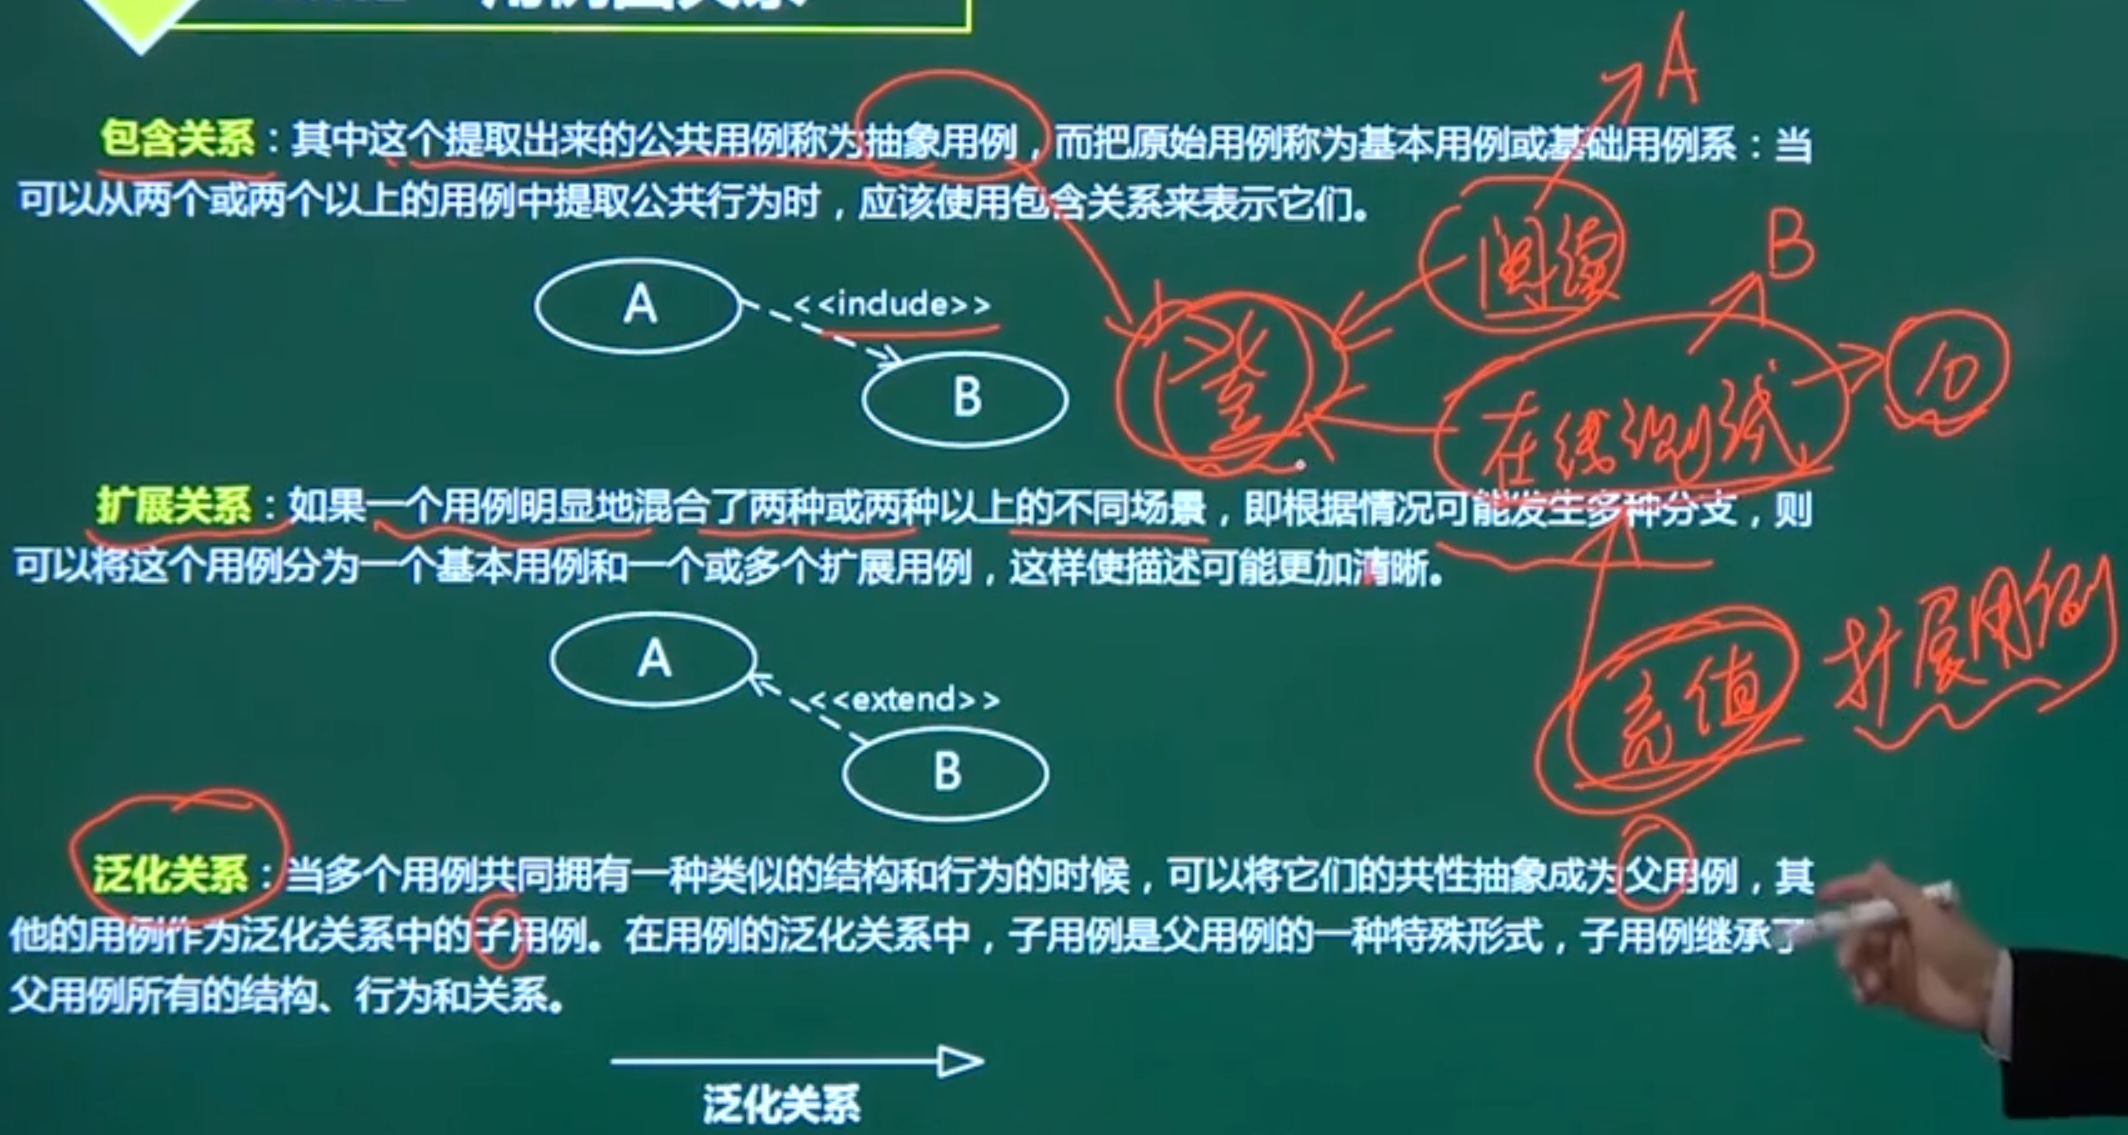 用例图关系
包含关系：其中这个提取出来的公共用例称为抽象用例，而把原始用例称为基本用例或基础用例系：当
可以从两个或两个以上的用例中提取公共行为时，应该使用包含关系来表示它们。
A
<<indude>>
B
A
阅读
B
登
在线测试
10
扩展关系：如果一个用例明显地混合了两种或两种以上的不同场景，即根据情况可能发生多种分支，则
可以将这个用例分为一个基本用例和一个或多个扩展用例，这样使描述可能更加清晰。
A
<<extend>>
B
充值
扩展用例
泛化关系：当多个用例共同拥有一种类似的结构和行为的时候，可以将它们的共性抽象成为父用例，其
他的用例作为泛化关系中的子用例。在用例的泛化关系中，子用例是父用例的一种特殊形式，子用例继承了
父用例所有的结构、行为和关系。
泛化关系